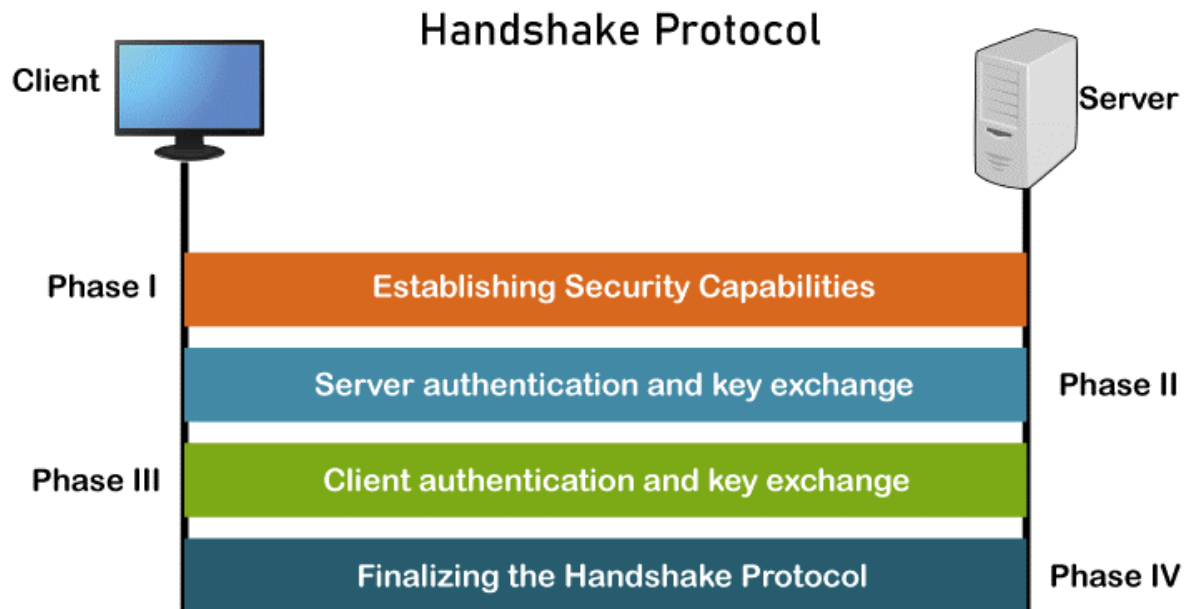 Handshake Protocol
Client
Server
Phase I
Establishing Security Capabilities
Server authentication and key exchange
Phase II
Phase III
Client authentication and key exchange
Finalizing the Handshake Protocol
Phase IV